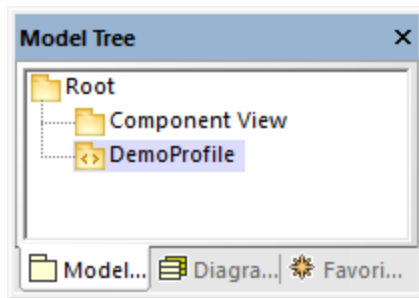 Model Tree
Root
Component View
DemoProfile
Model... Diagra... Favori...